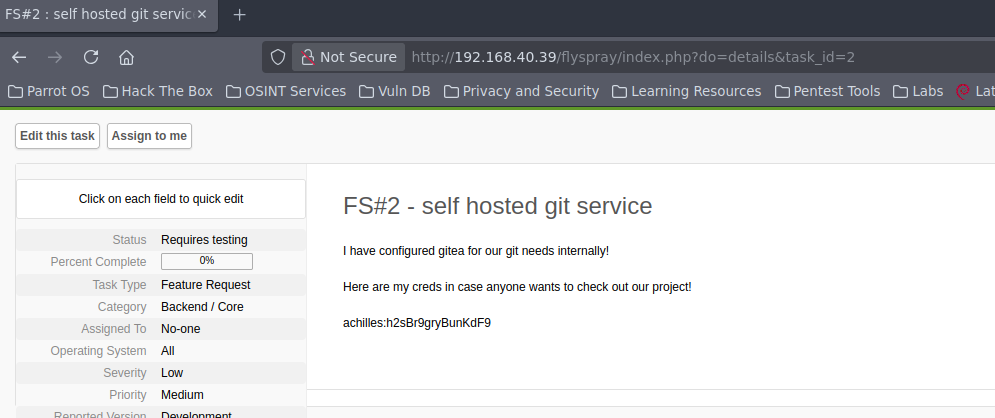 FS#2 : self hosted git servic
Not Secure
http://192.168.40.39/flyspray/index.php?do=details&task_id=2
Parrot OS
Hack The Box
OSINT Services
Vuln DB
Privacy and Security
Learning Resources
Pentest Tools
Labs
Lat
Edit this task
Assign to me
Click on each field to quick edit
Status Requires testing
Percent Complete 0%
Task Type Feature Request
Category Backend / Core
Assigned To No-one
Operating System All
Severity Low
Priority Medium
Reported Version Development
FS#2 - self hosted git service
I have configured gitea for our git needs internally!
Here are my creds in case anyone wants to check out our project!
achilles:h2sBr9gryBunKdF9